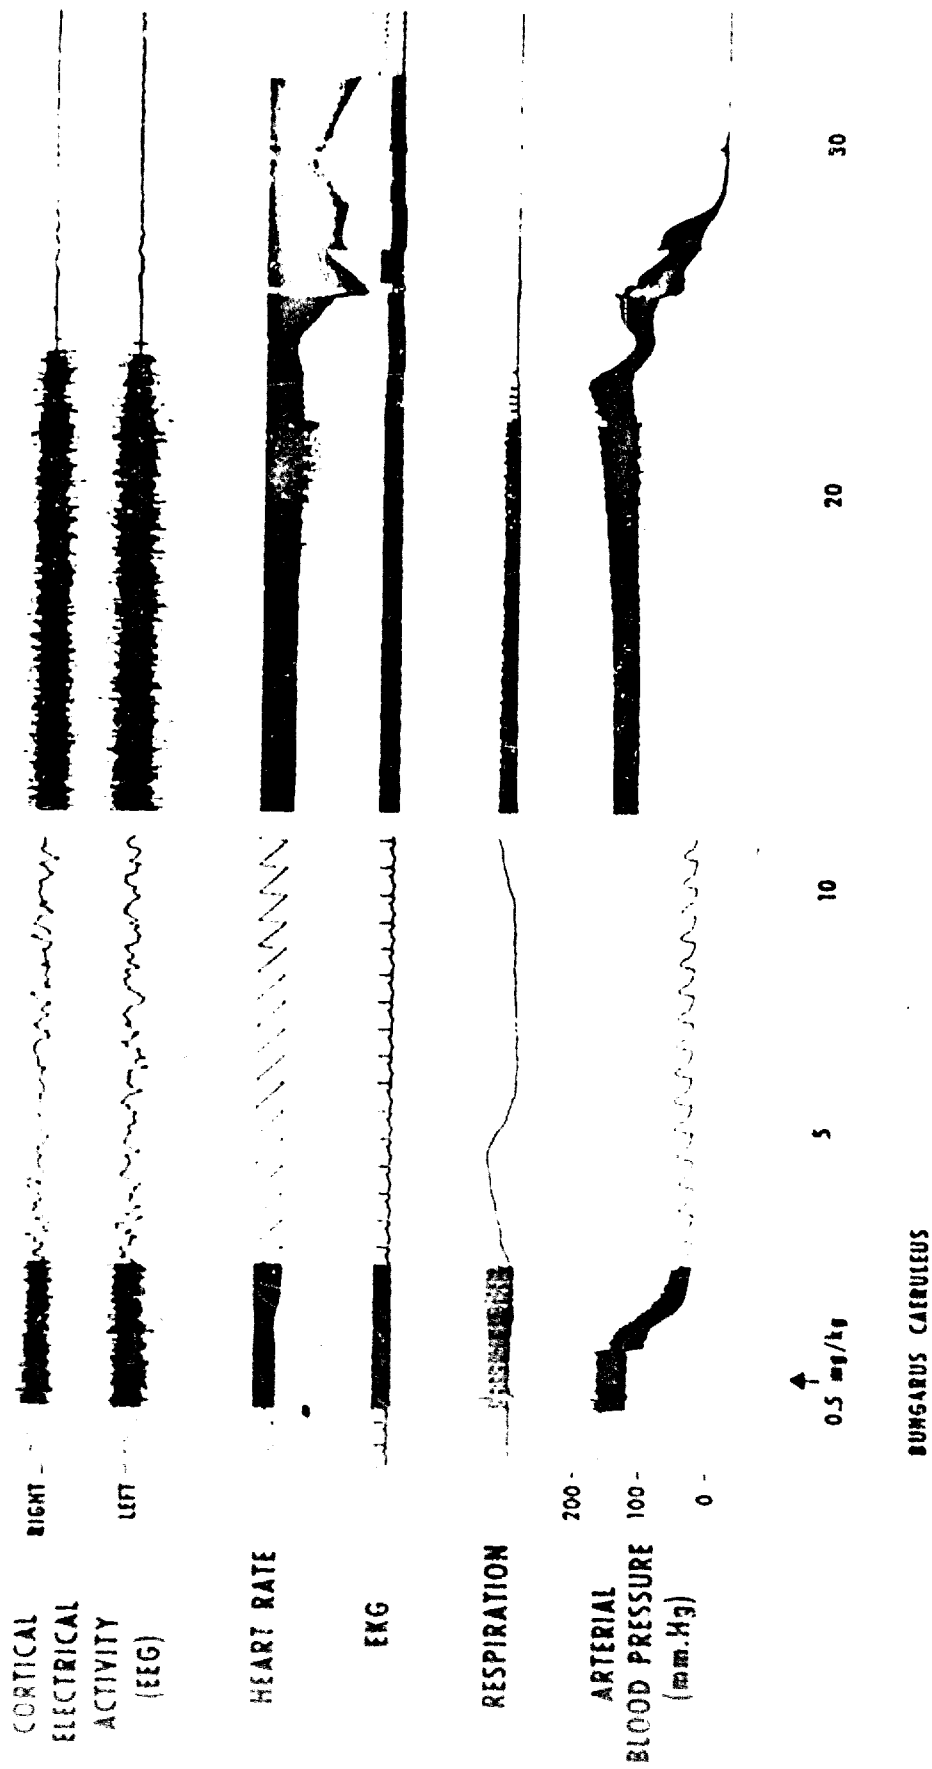 CORTICAL
ELECTRICAL
ACTIVITY
(EEG)
RIGHT -
LEFT -
HEART RATE
EKG
RESPIRATION
ARTERIAL
BLOOD PRESSURE
(mm.Hg)
200 -
100 -
0 -
0.5 mg/kg
5
10
20
30
BUNGARUS CAERULEUS